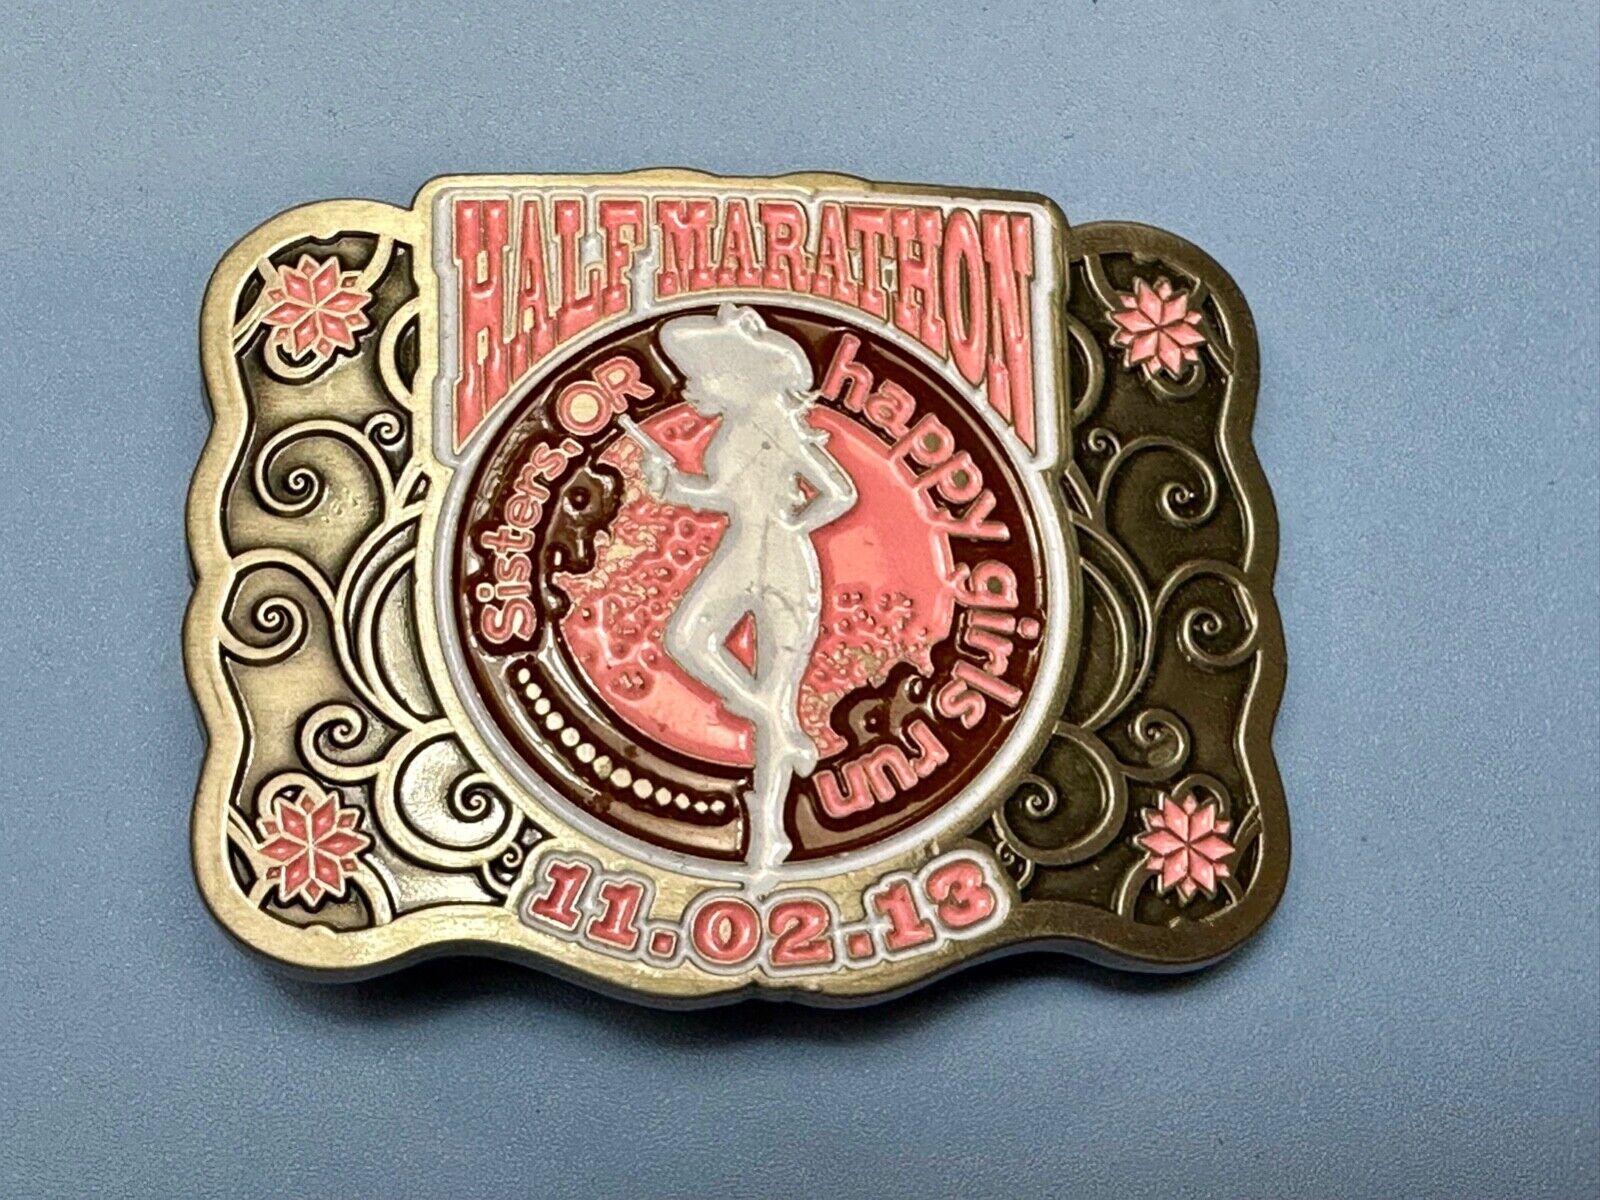 HALF MARATHON
Sisters, OR
happy girls run
11.02.13